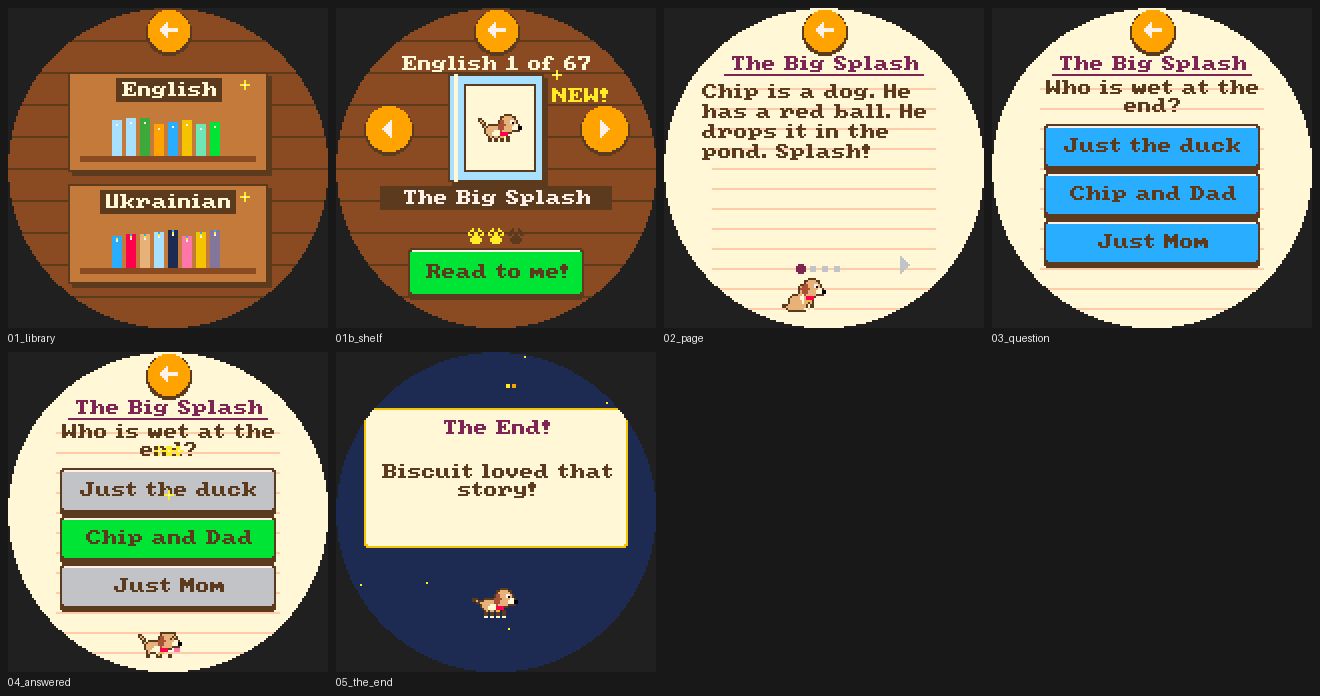 English
Ukrainian
01_library
English 1 of 67
NEW!
The Big Splash
Read to me!
01b_shelf
The Big Splash
Chip is a dog. He
has a red ball. He
drops it in the
pond. Splash!
02_page
The Big Splash
Who is wet at the
end?
Just the duck
Chip and Dad
Just Mom
03_question
The Big Splash
Who is wet at the
end?
Just the duck
Chip and Dad
Just Mom
04_answered
The End!
Biscuit loved that
story!
05_the_end